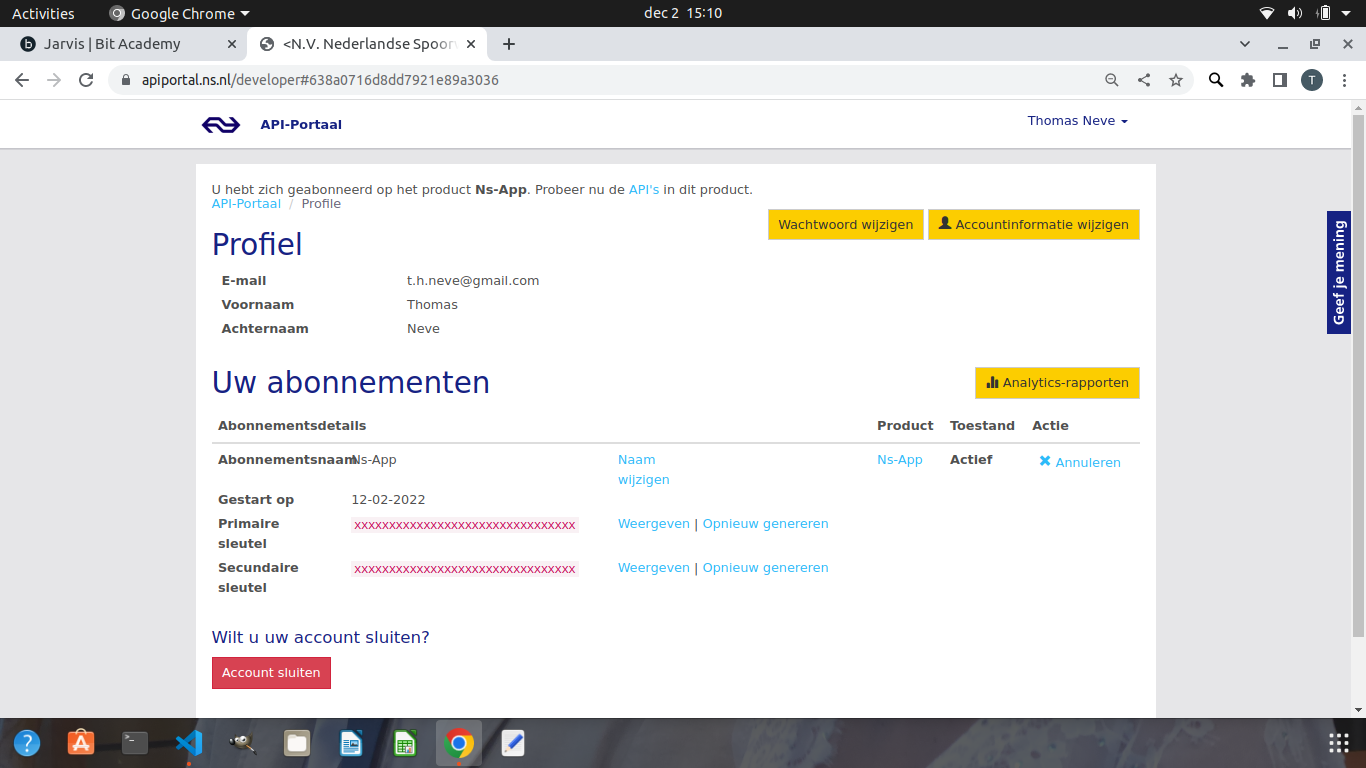 Activities
Google Chrome
dec 2 15:10
Jarvis | Bit Academy
<N.V. Nederlandse Spoor
apiportal.ns.nl/developer#638a0716d8dd7921e89a3036
T
API-Portaal
Thomas Neve
U hebt zich geabonneerd op het product Ns-App. Probeer nu de API's in dit product.
API-Portaal / Profile
Wachtwoord wijzigen
Accountinformatie wijzigen
Profiel
E-mail t.h.neve@gmail.com
Voornaam Thomas
Achternaam Neve
Geef je mening
Uw abonnementen
Analytics-rapporten
Abonnementsdetails Product Toestand Actie
Abonnementsnaam Ns-App Naam wijzigen Ns-App Actief Annuleren
Gestart op 12-02-2022
Primaire sleutel xxxxxxxxxxxxxxxxxxxxxxxxxxxxxxxx Weergeven | Opnieuw genereren
Secundaire sleutel xxxxxxxxxxxxxxxxxxxxxxxxxxxxxxxx Weergeven | Opnieuw genereren
Wilt u uw account sluiten?
Account sluiten